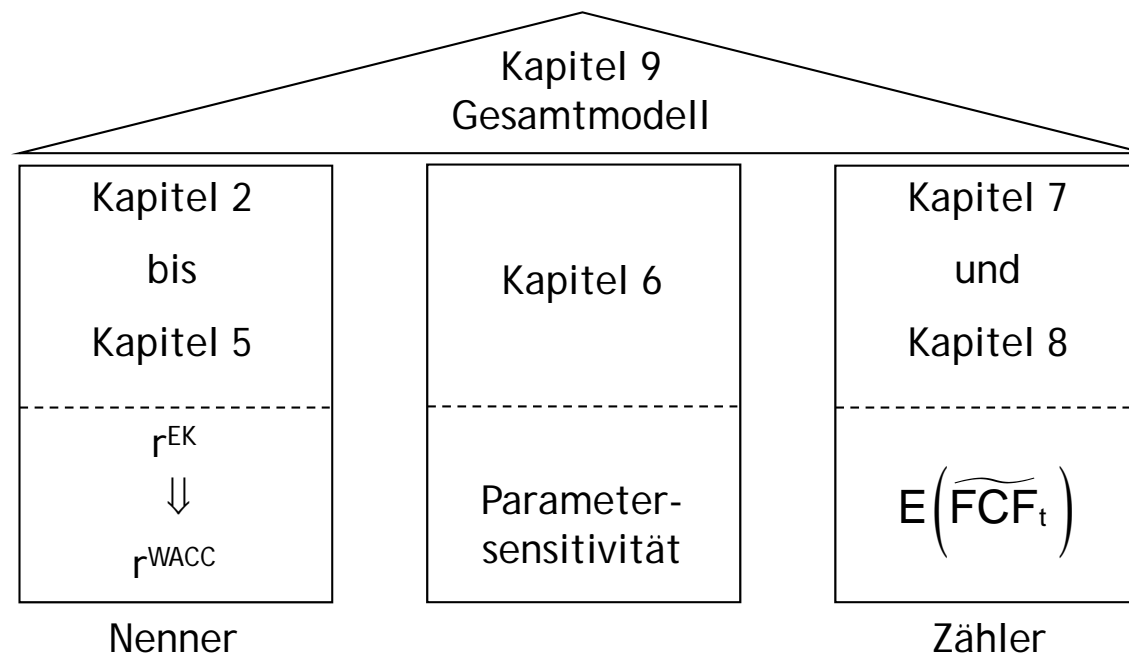 Kapitel 9
Gesamtmodell
Kapitel 2
bis
Kapitel 5
r^EK
⇓
r^WACC
Nenner
Kapitel 6
Parameter-
sensitivität
Kapitel 7
und
Kapitel 8
E(F͠C͠F͠_t)
Zähler